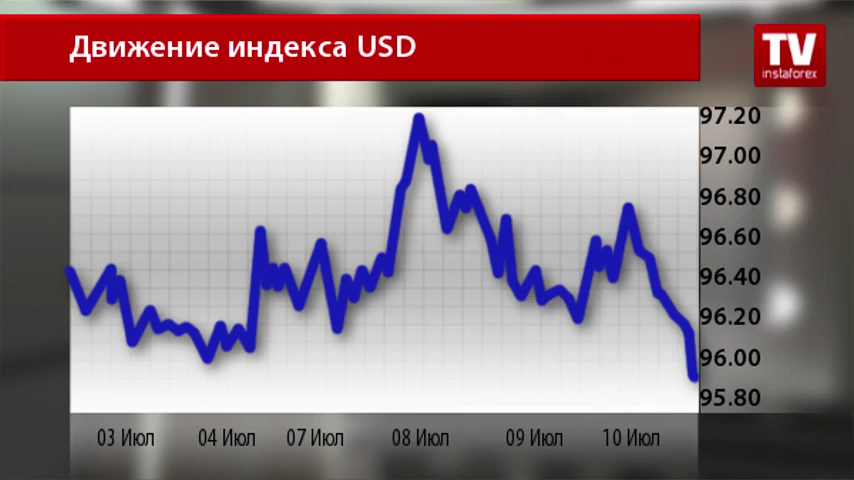 Движение индекса USD
TV
instaforex
97.20
97.00
96.80
96.60
96.40
96.20
96.00
95.80
03 Июл 04 Июл 07 Июл 08 Июл 09 Июл 10 Июл